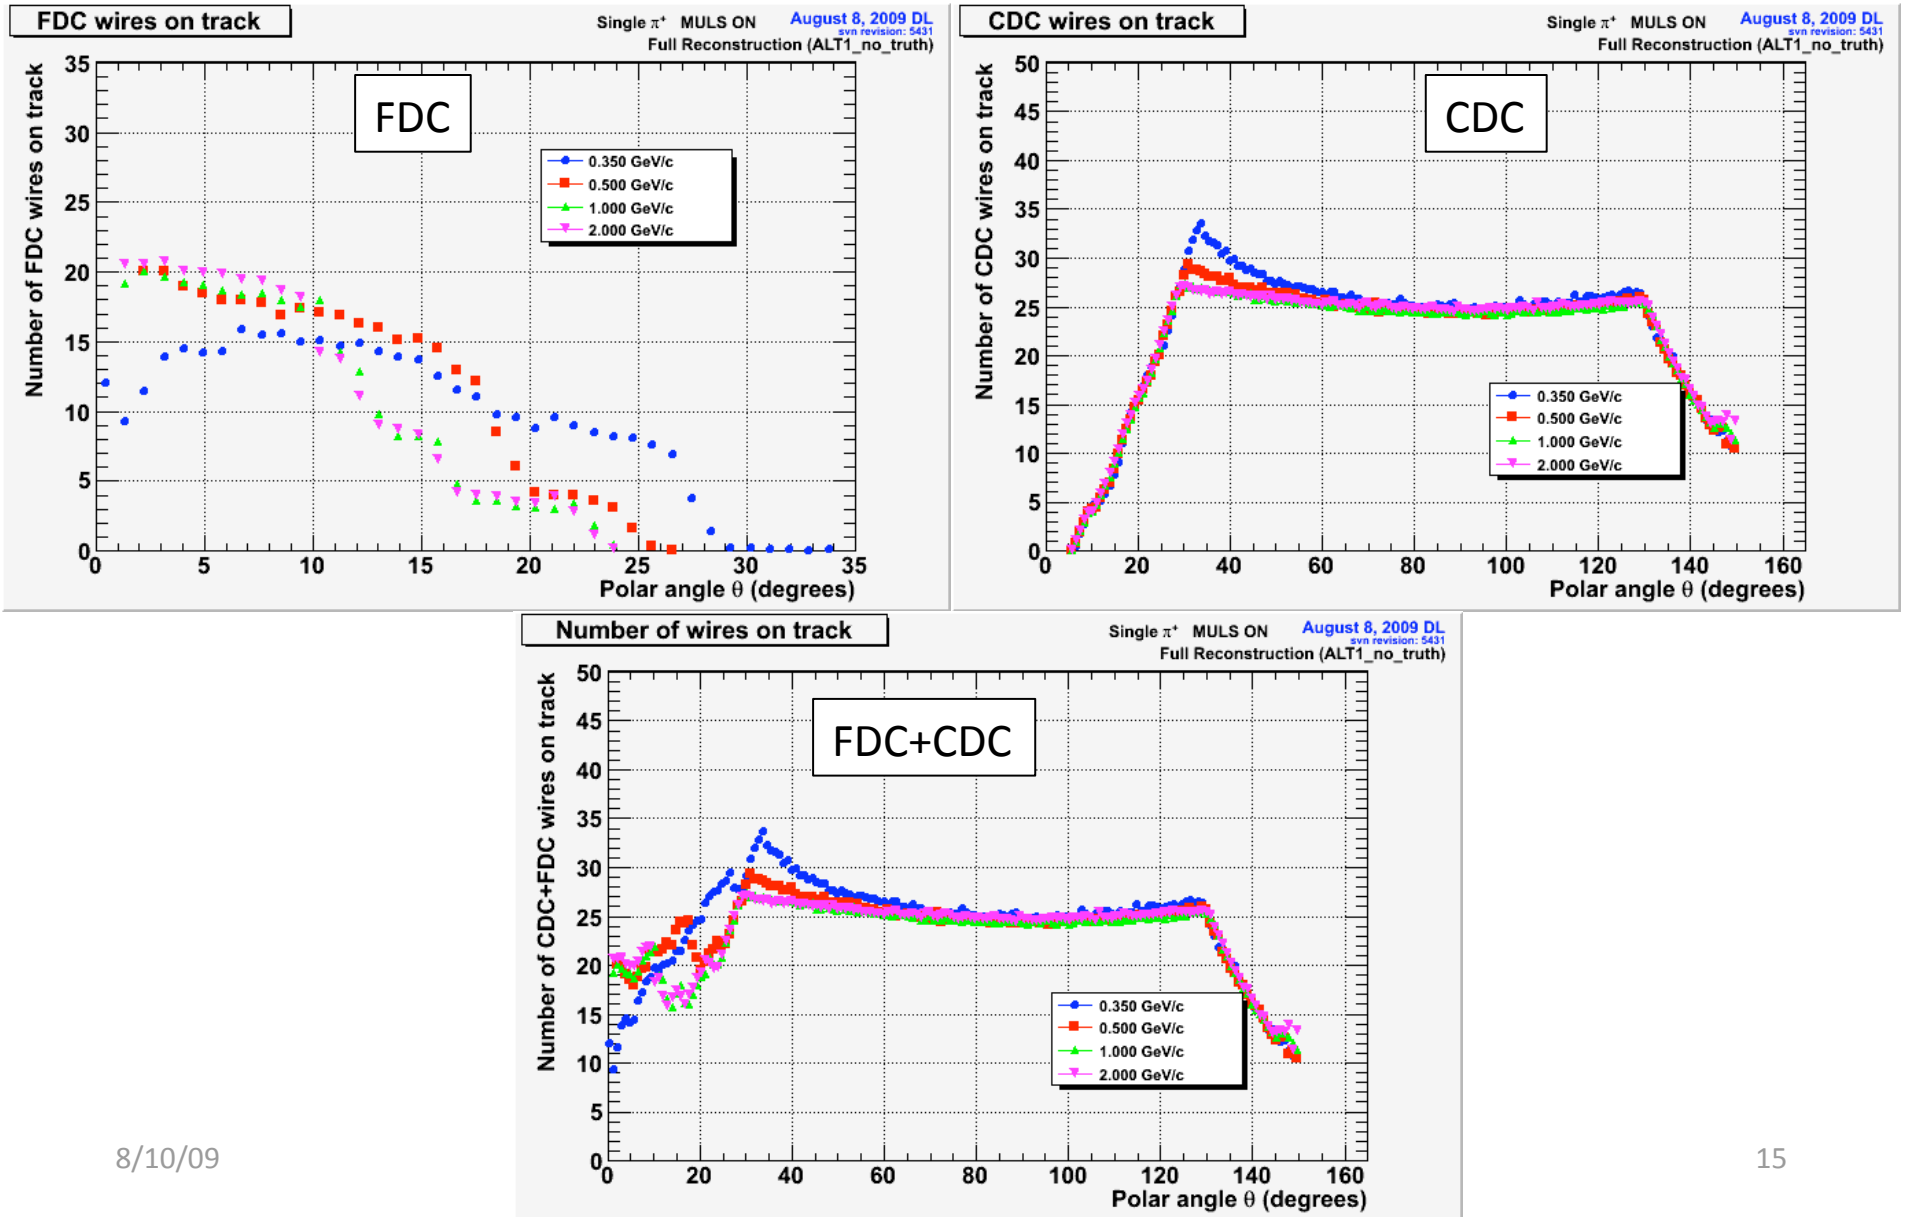 FDC wires on track
Single π⁺ MULS ON
August 8, 2009 DL
svn revision: 5431
Full Reconstruction (ALT1_no_truth)
FDC
0.350 GeV/c
0.500 GeV/c
1.000 GeV/c
2.000 GeV/c
Number of FDC wires on track
35
30
25
20
15
10
5
0
0 5 10 15 20 25 30 35
Polar angle θ (degrees)
CDC wires on track
Single π⁺ MULS ON
August 8, 2009 DL
svn revision: 5431
Full Reconstruction (ALT1_no_truth)
CDC
Number of CDC wires on track
50
45
40
35
30
25
20
15
10
5
0
0.350 GeV/c
0.500 GeV/c
1.000 GeV/c
2.000 GeV/c
0 20 40 60 80 100 120 140 160
Polar angle θ (degrees)
Number of wires on track
Single π⁺ MULS ON
August 8, 2009 DL
svn revision: 5431
Full Reconstruction (ALT1_no_truth)
FDC+CDC
Number of CDC+FDC wires on track
50
45
40
35
30
25
20
15
10
5
0
0.350 GeV/c
0.500 GeV/c
1.000 GeV/c
2.000 GeV/c
0 20 40 60 80 100 120 140 160
Polar angle θ (degrees)
8/10/09
15